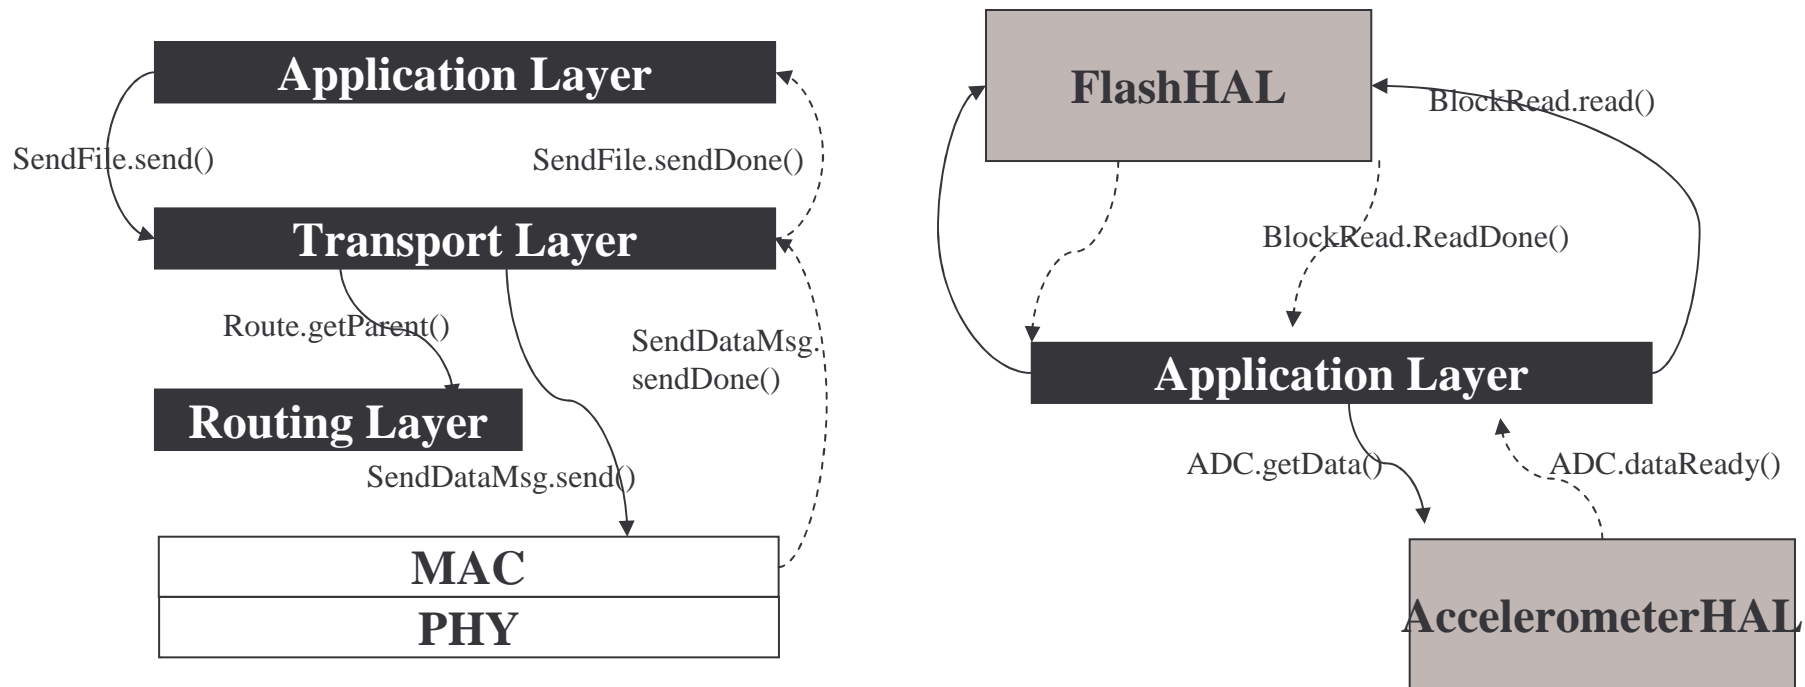 Application Layer
SendFile.send()
SendFile.sendDone()
Transport Layer
Route.getParent()
SendDataMsg.
sendDone()
Routing Layer
SendDataMsg.send()
MAC
PHY
FlashHAL
BlockRead.read()
BlockRead.ReadDone()
Application Layer
ADC.getData()
ADC.dataReady()
AccelerometerHAL